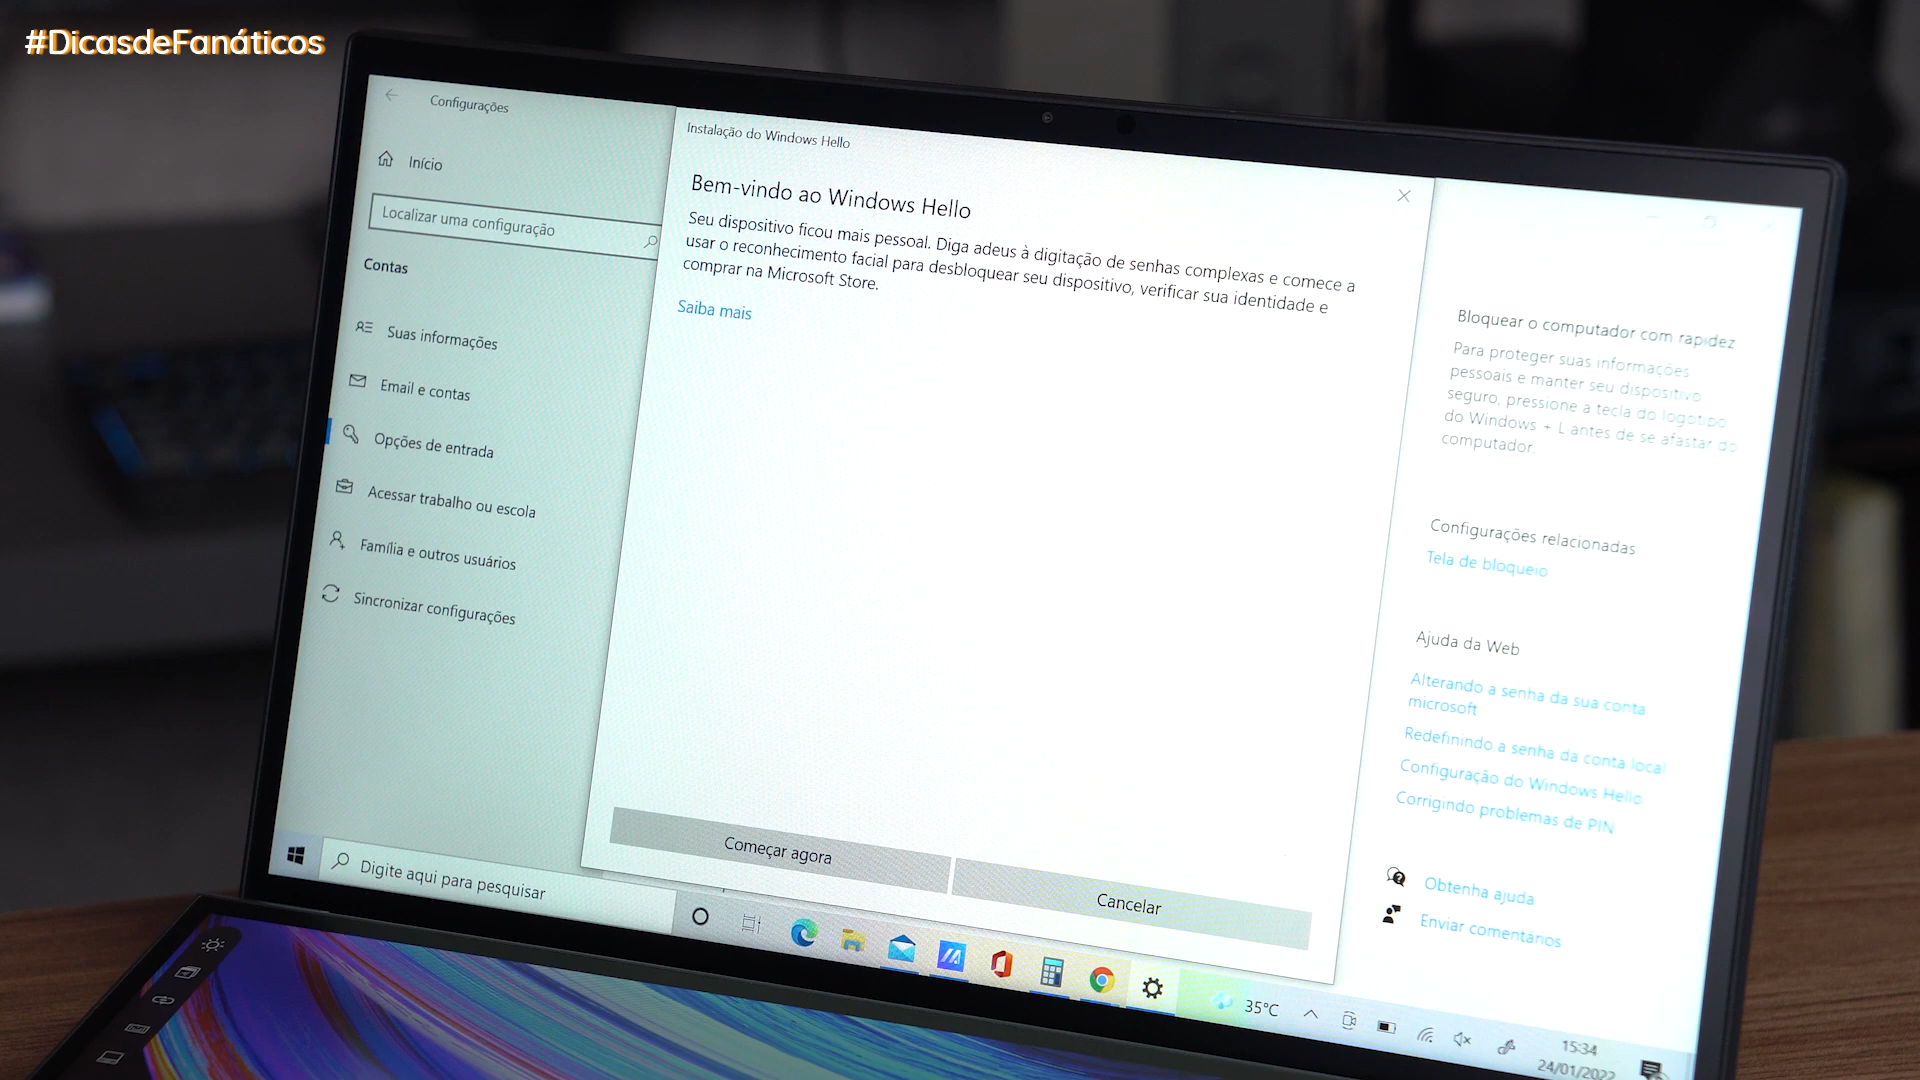 #DicasdeFanáticos
Configurações
Início
Localizar uma configuração
Contas
Suas informações
Email e contas
Opções de entrada
Acessar trabalho ou escola
Família e outros usuários
Sincronizar configurações
Instalação do Windows Hello
Bem-vindo ao Windows Hello
Seu dispositivo ficou mais pessoal. Diga adeus à digitação de senhas complexas e comece a
usar o reconhecimento facial para desbloquear seu dispositivo, verificar sua identidade e
comprar na Microsoft Store.
Saiba mais
Começar agora
Cancelar
Bloquear o computador com rapidez
Para proteger suas informações
pessoais e manter seu dispositivo
seguro, pressione a tecla do logotipo
do Windows + L antes de se afastar do
computador.
Configurações relacionadas
Tela de bloqueio
Ajuda da Web
Alterando a senha da sua conta
microsoft
Redefinindo a senha da conta local
Configuração do Windows Hello
Corrigindo problemas de PIN
Obtenha ajuda
Enviar comentários
Digite aqui para pesquisar
35°C
15:34
24/01/2022